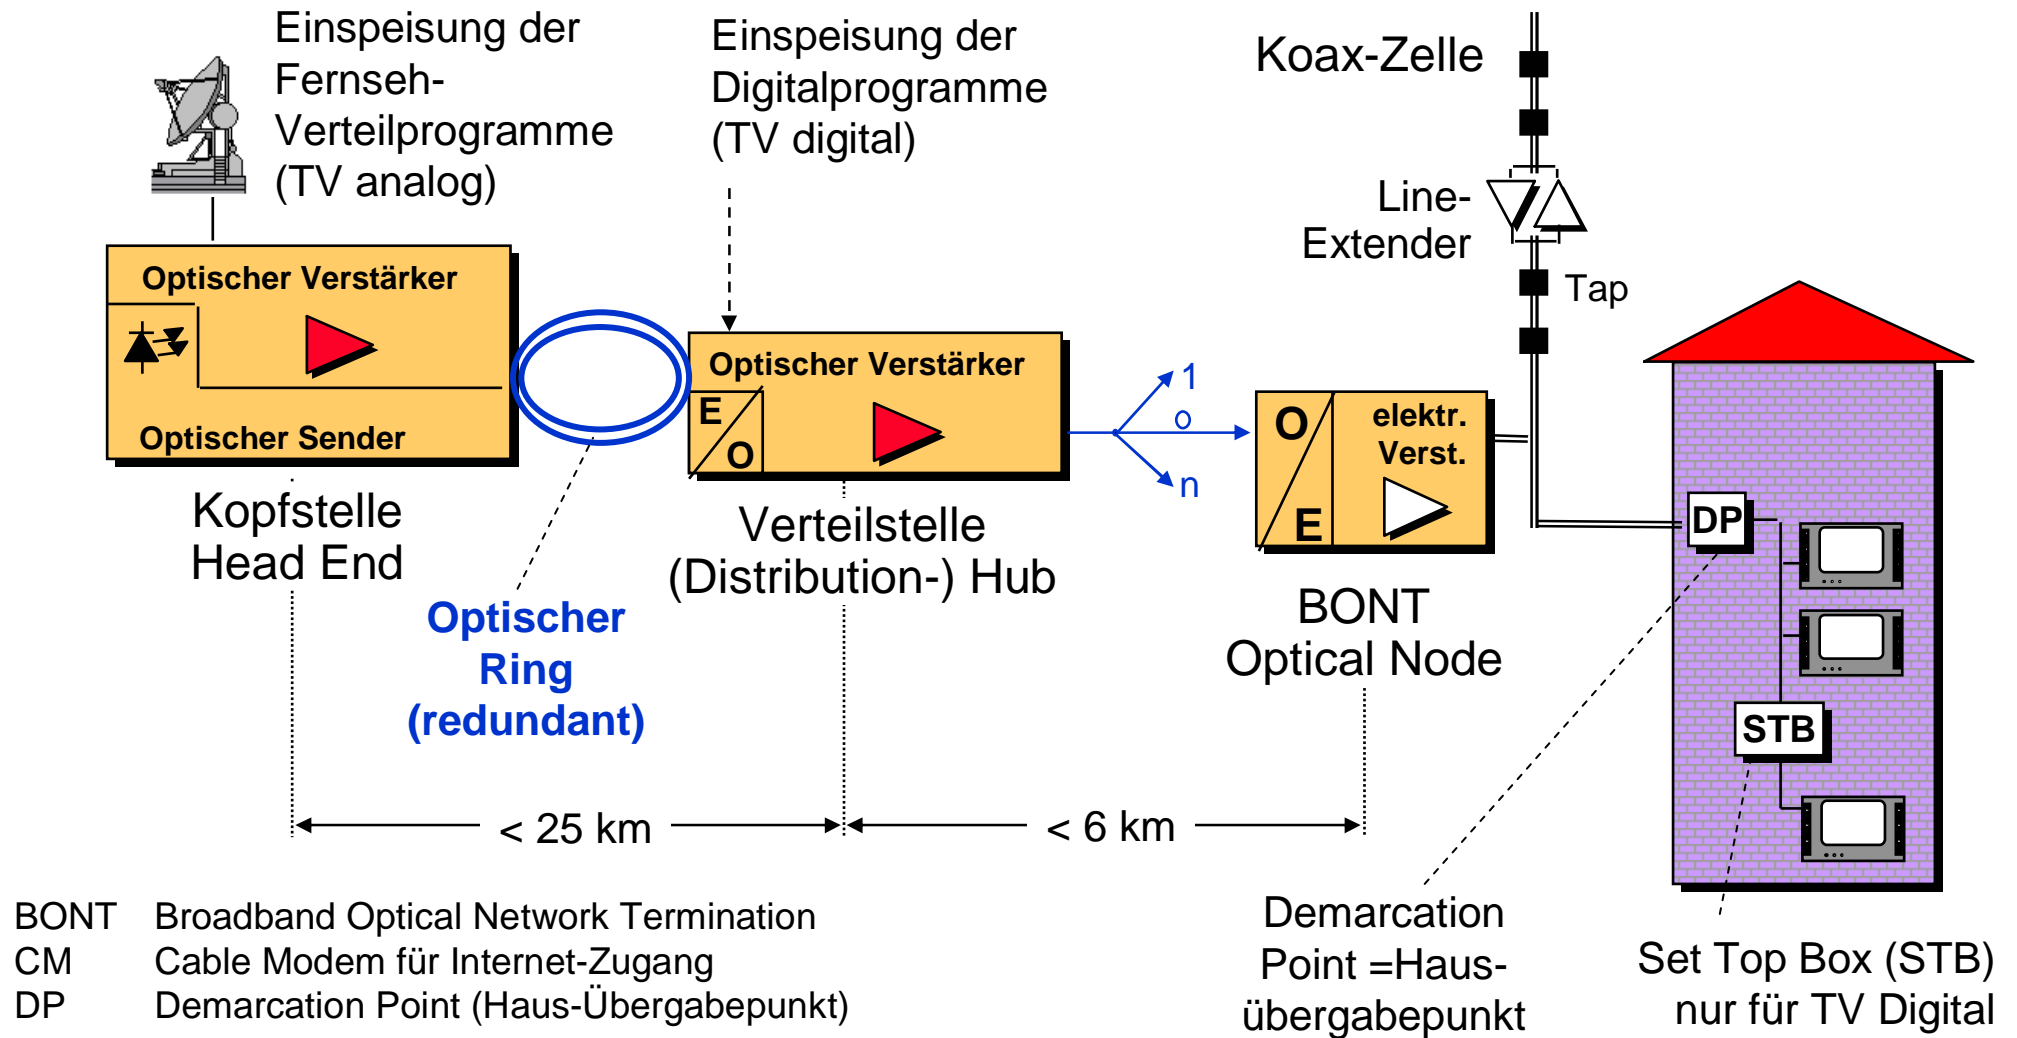 Einspeisung der
Fernseh-
Verteilprogramme
(TV analog)
Einspeisung der
Digitalprogramme
(TV digital)
Koax-Zelle
Line-
Extender
Tap
Optischer Verstärker
Optischer Sender
Optischer Verstärker
E
O
1
o
n
O
E
elektr.
Verst.
Kopfstelle
Head End
Optischer
Ring
(redundant)
Verteilstelle
(Distribution-) Hub
BONT
Optical Node
DP
STB
< 25 km
< 6 km
Demarcation
Point =Haus-
übergabepunkt
Set Top Box (STB)
nur für TV Digital
BONT Broadband Optical Network Termination
CM Cable Modem für Internet-Zugang
DP Demarcation Point (Haus-Übergabepunkt)